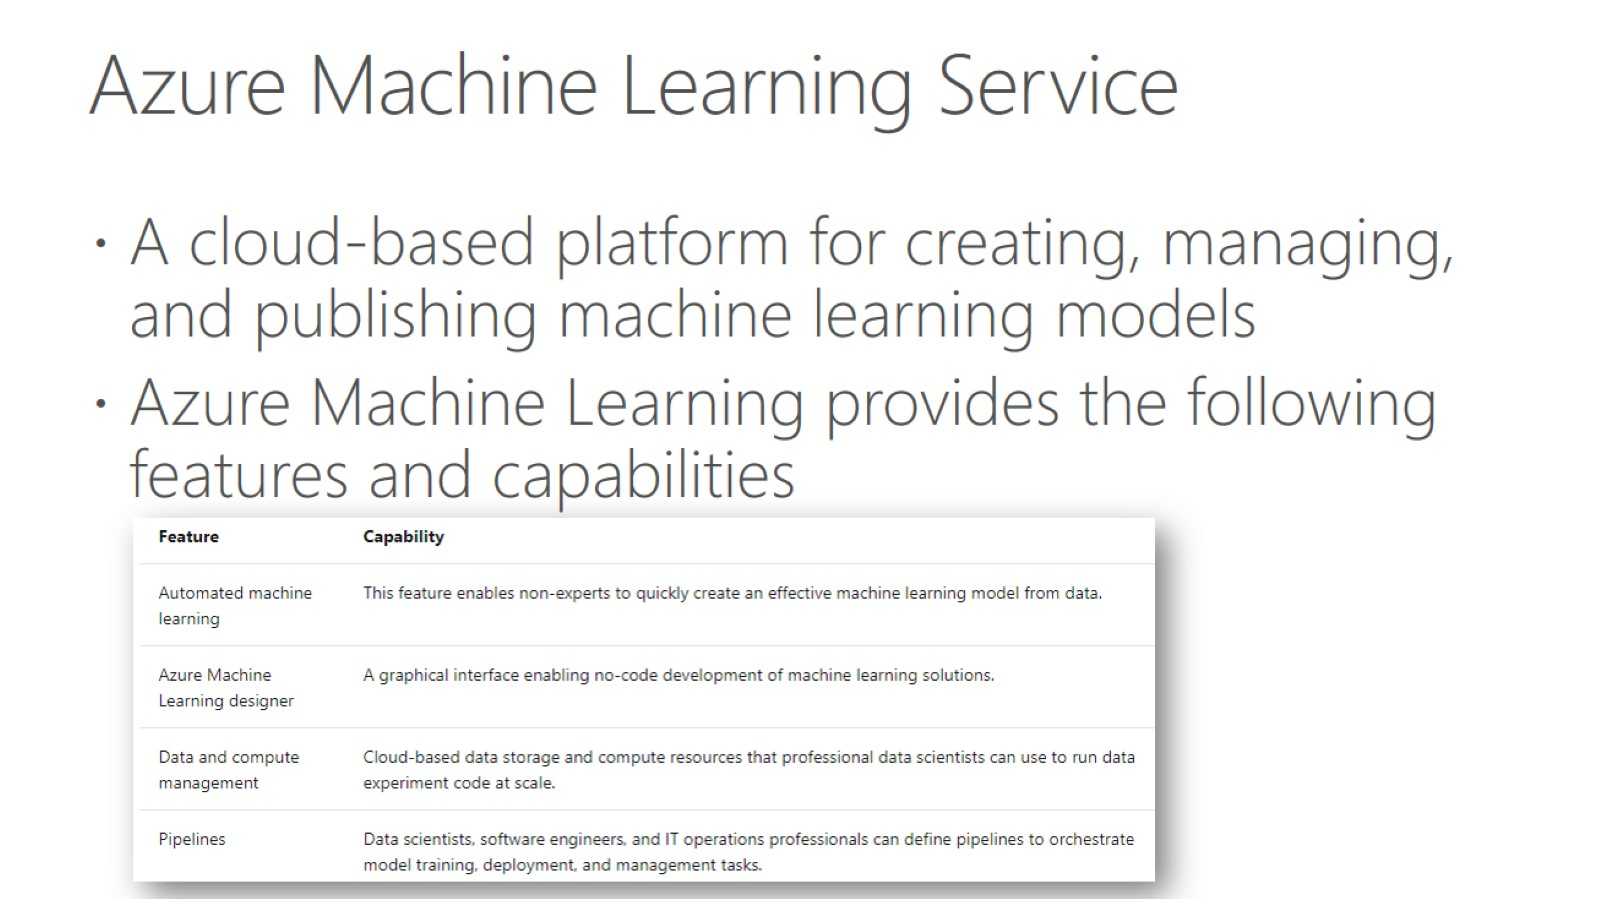 Azure Machine Learning Service
• A cloud-based platform for creating, managing,
and publishing machine learning models
• Azure Machine Learning provides the following
features and capabilities
Feature Capability
Automated machine This feature enables non-experts to quickly create an effective machine learning model from data.
learning
Azure Machine A graphical interface enabling no-code development of machine learning solutions.
Learning designer
Data and compute Cloud-based data storage and compute resources that professional data scientists can use to run data
management experiment code at scale.
Pipelines Data scientists, software engineers, and IT operations professionals can define pipelines to orchestrate
model training, deployment, and management tasks.